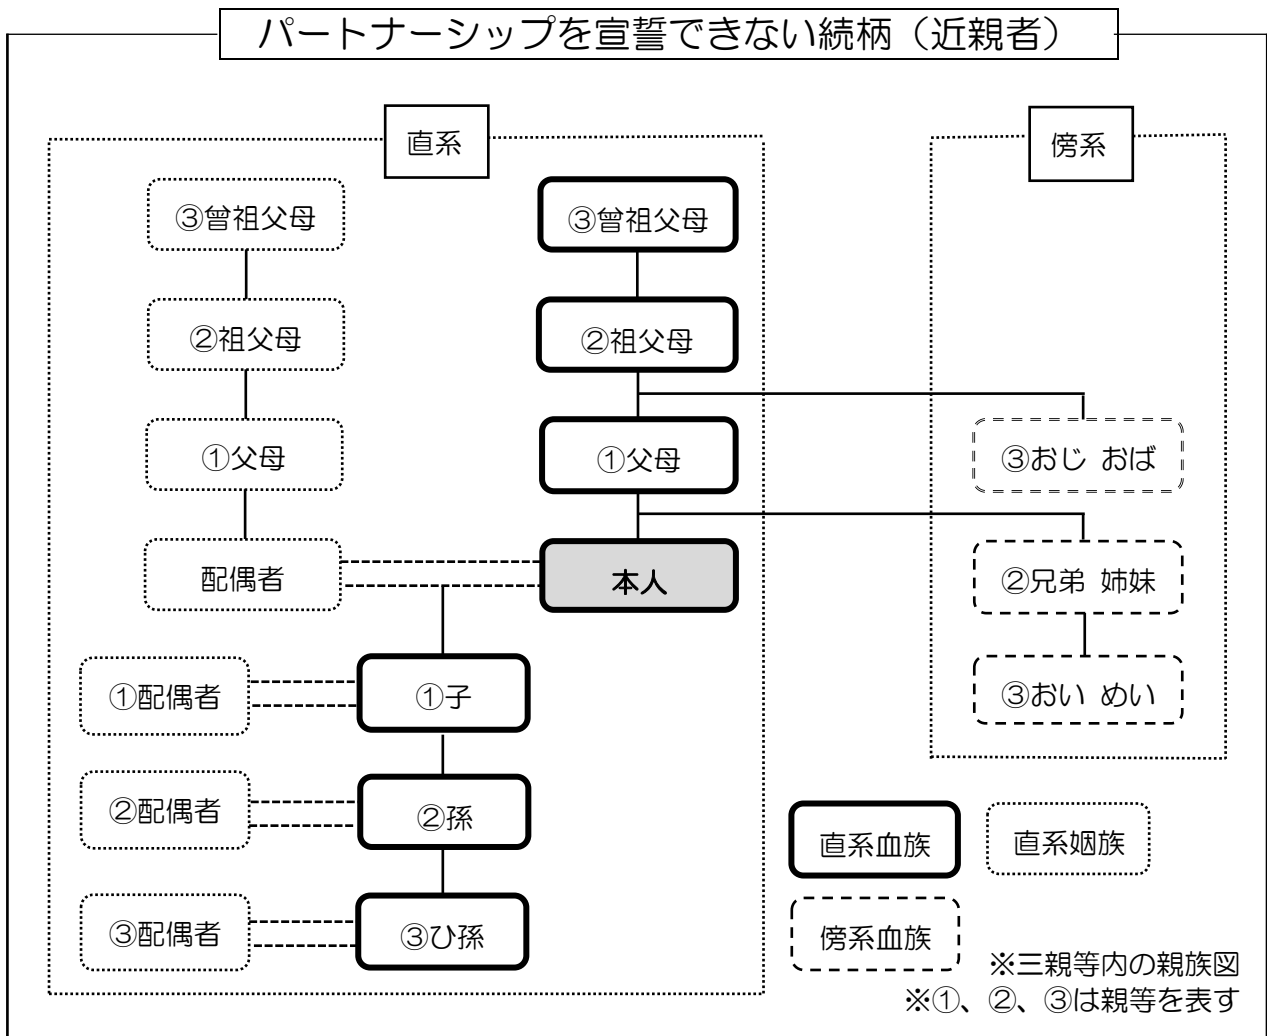 パートナーシップを宣誓できない続柄（近親者）
直系
傍系
③曾祖父母
③曾祖父母
②祖父母
②祖父母
①父母
①父母
③おじ おば
配偶者
本人
②兄弟 姉妹
①配偶者
①子
③おい めい
②配偶者
②孫
直系血族
直系姻族
③配偶者
③ひ孫
傍系血族
※三親等内の親族図
※①、②、③は親等を表す